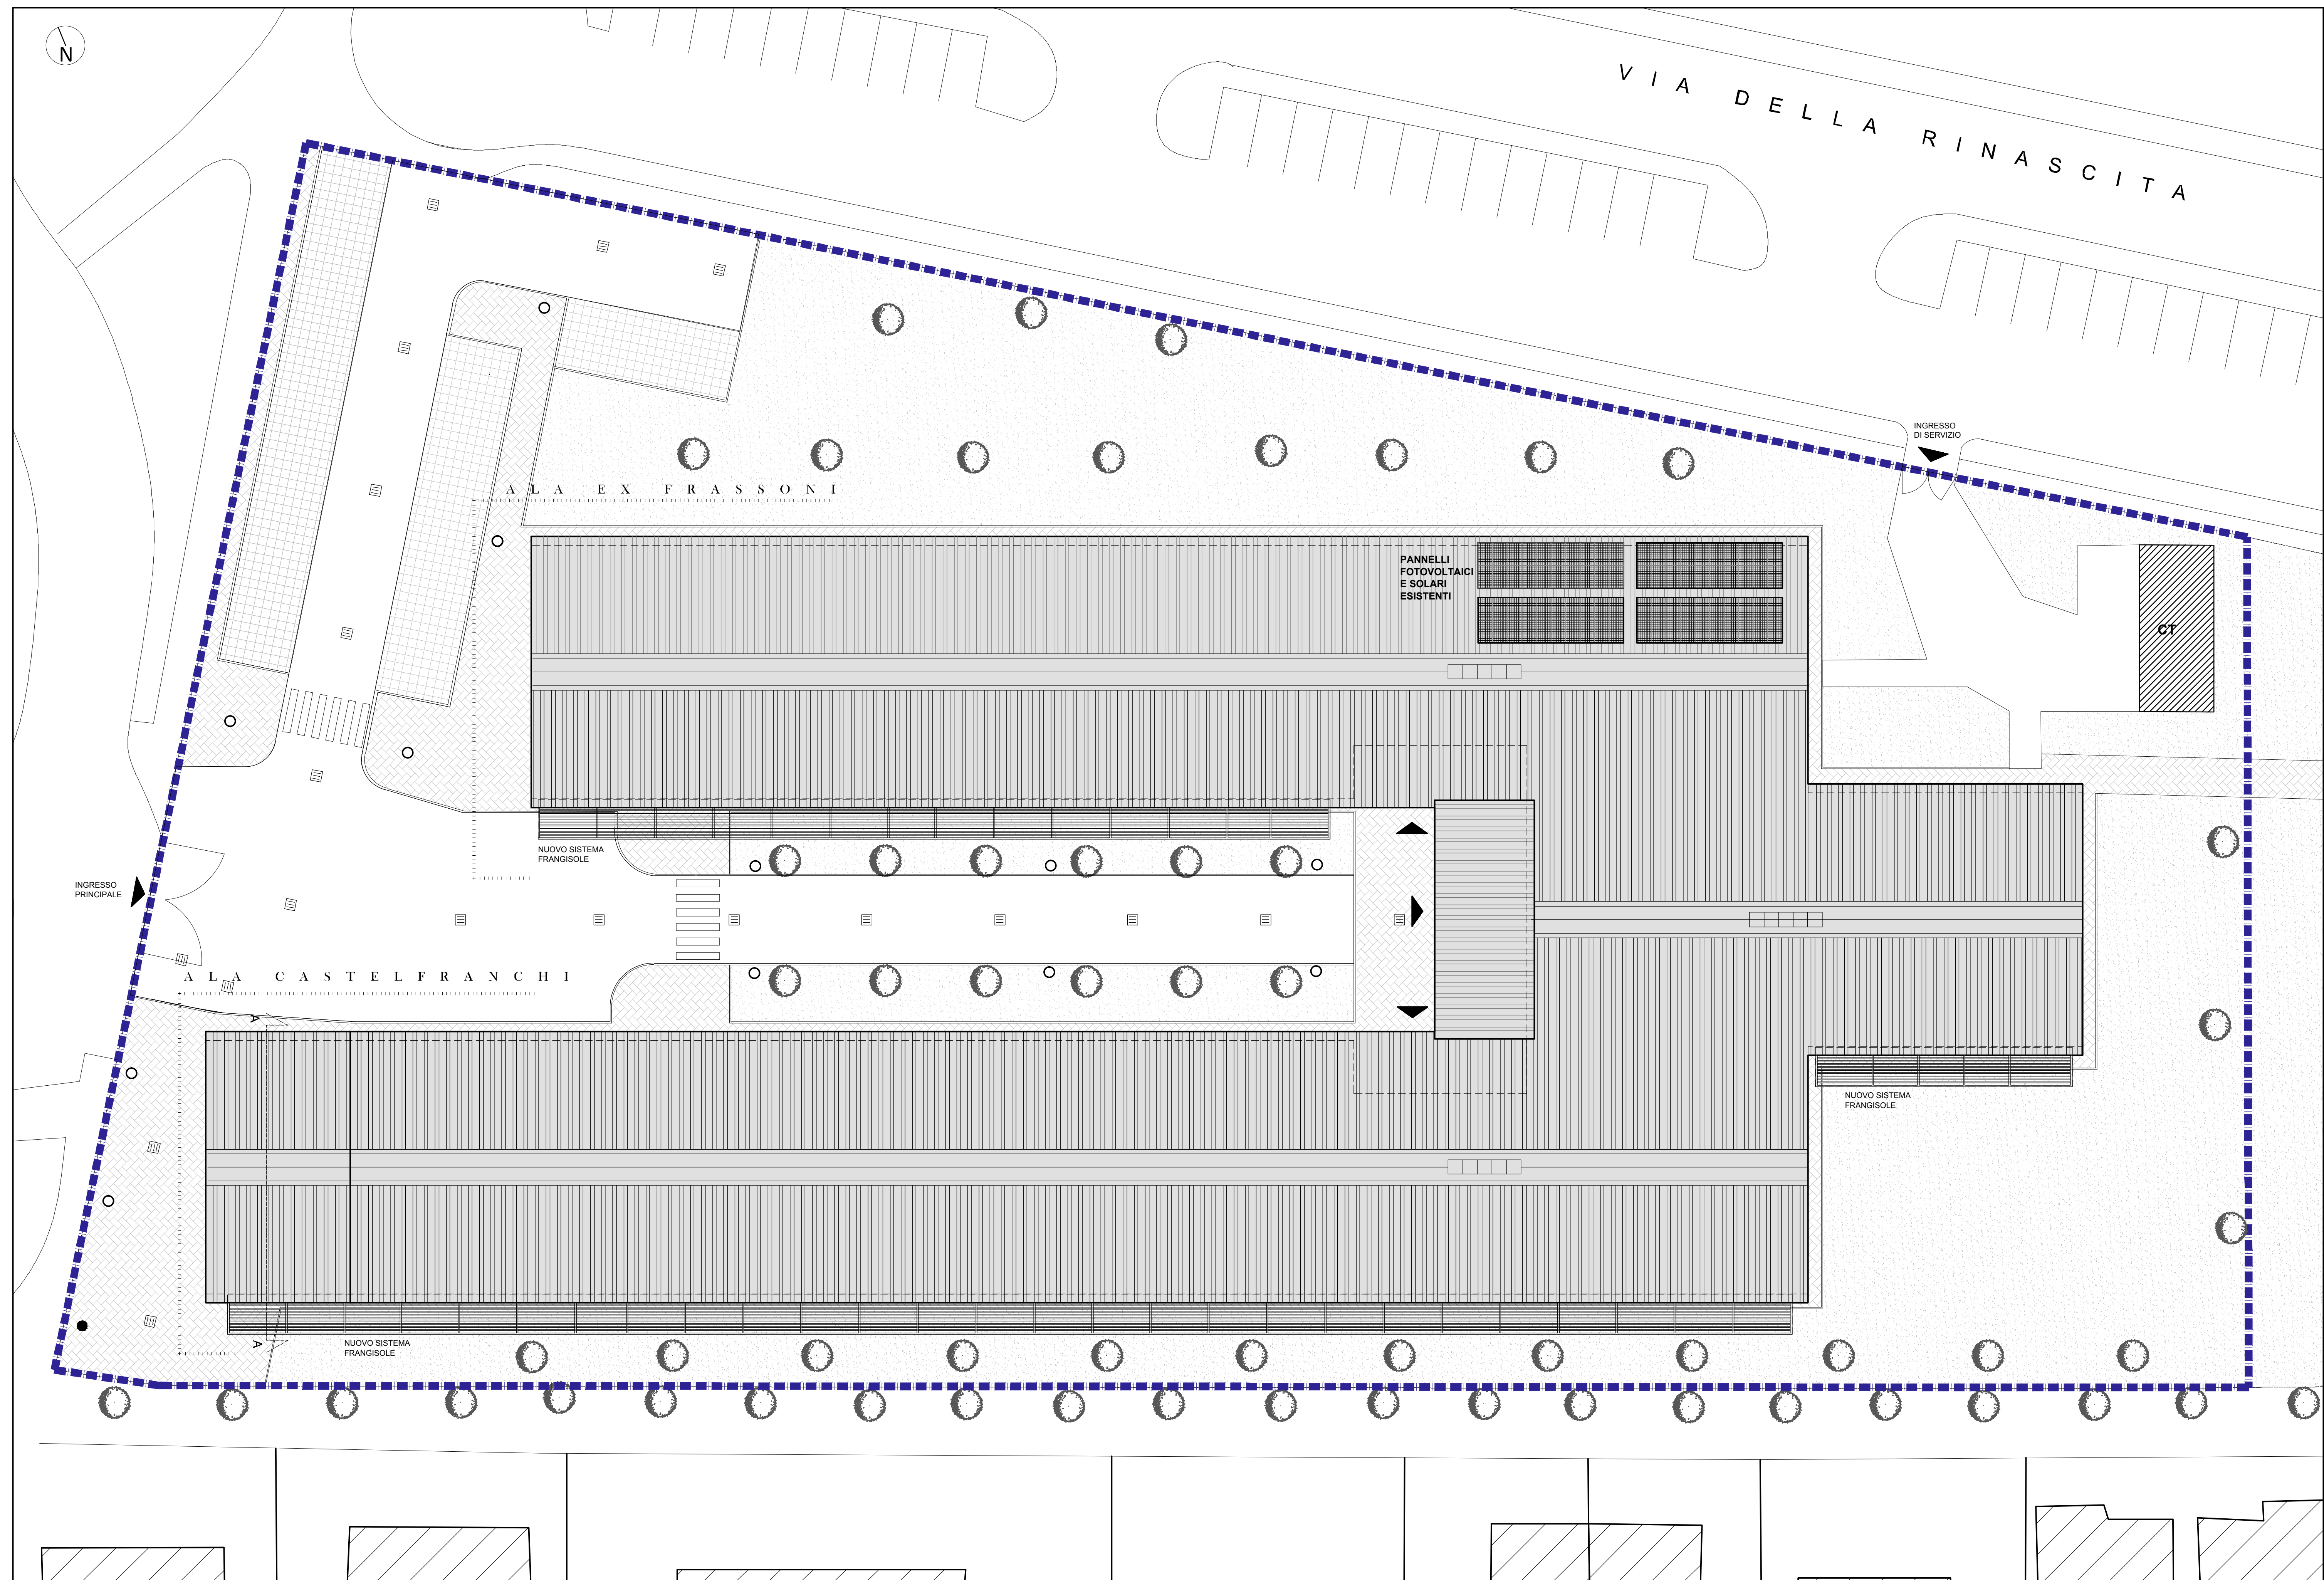 N
VIA DELLA RINASCITA
INGRESSO
DI SERVIZIO
ALA EX FRASSONI
PANNELLI
FOTOVOLTAICI
E SOLARI
ESISTENTI
CT
NUOVO SISTEMA
FRANGISOLE
INGRESSO
PRINCIPALE
ALA CASTELFRANCHI
A
NUOVO SISTEMA
FRANGISOLE
A
NUOVO SISTEMA
FRANGISOLE